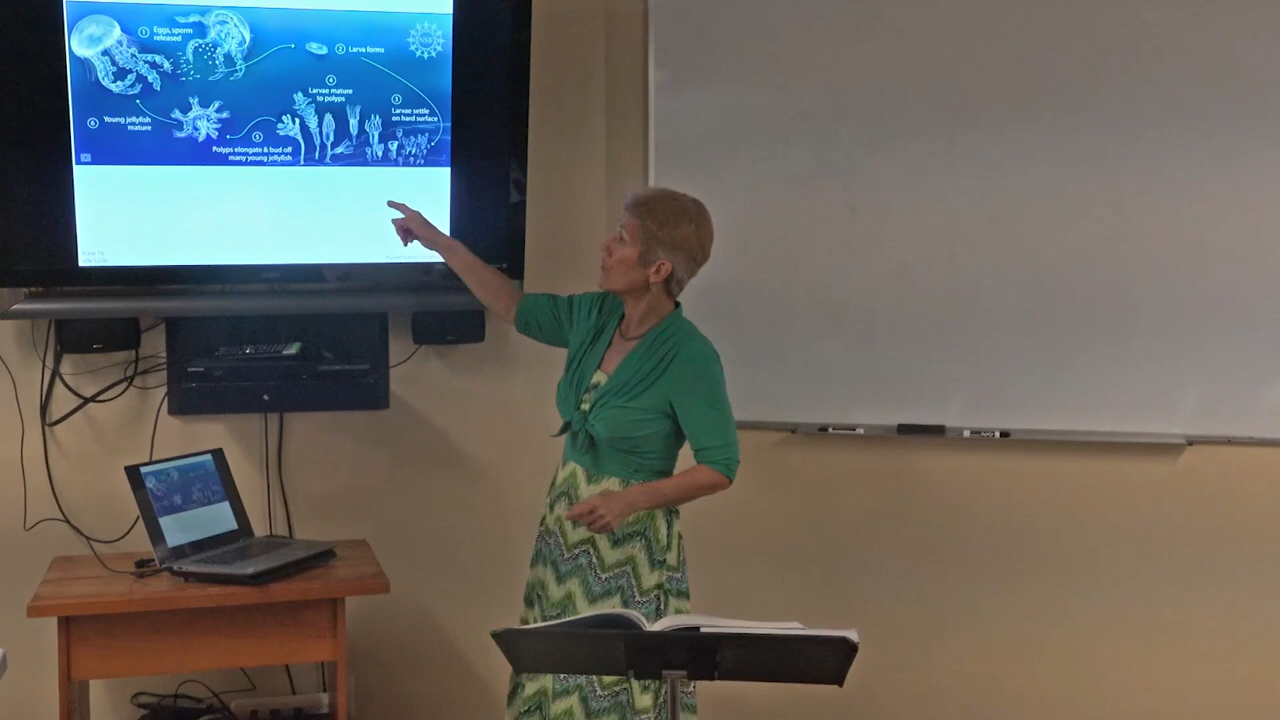 1 Eggs, sperm
released
2 Larva forms
NSF
4
Larvae mature
to polyps
3
Larvae settle
on hard surface
6 Young jellyfish
mature
5
Polyps elongate & bud off
many young jellyfish